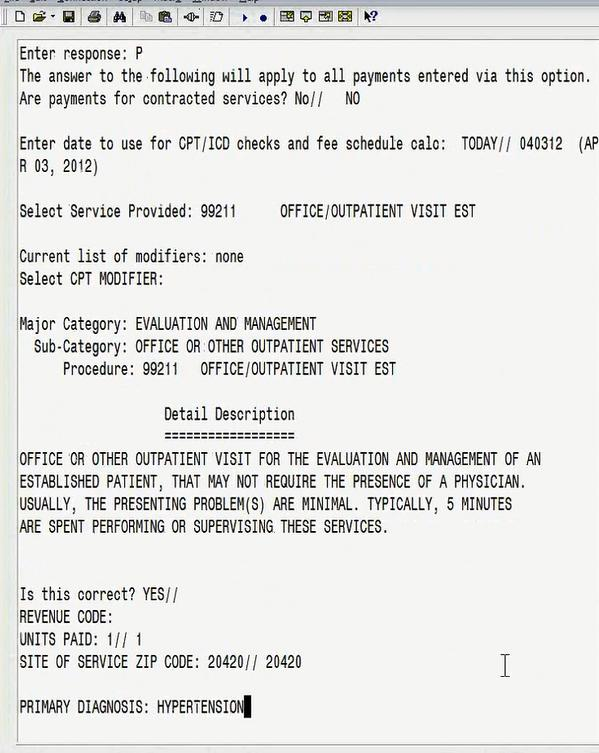 Enter response: P
The answer to the following will apply to all payments entered via this option.
Are payments for contracted services? No// NO
Enter date to use for CPT/ICD checks and fee schedule calc: TODAY// 040312 (AP
R 03, 2012)
Select Service Provided: 99211 OFFICE/OUTPATIENT VISIT EST
Current list of modifiers: none
Select CPT MODIFIER:
Major Category: EVALUATION AND MANAGEMENT
Sub-Category: OFFICE OR OTHER OUTPATIENT SERVICES
Procedure: 99211 OFFICE/OUTPATIENT VISIT EST
Detail Description
==================
OFFICE OR OTHER OUTPATIENT VISIT FOR THE EVALUATION AND MANAGEMENT OF AN
ESTABLISHED PATIENT, THAT MAY NOT REQUIRE THE PRESENCE OF A PHYSICIAN.
USUALLY, THE PRESENTING PROBLEM(S) ARE MINIMAL. TYPICALLY, 5 MINUTES
ARE SPENT PERFORMING OR SUPERVISING THESE SERVICES.
Is this correct? YES//
REVENUE CODE:
UNITS PAID: 1// 1
SITE OF SERVICE ZIP CODE: 20420// 20420
PRIMARY DIAGNOSIS: HYPERTENSION